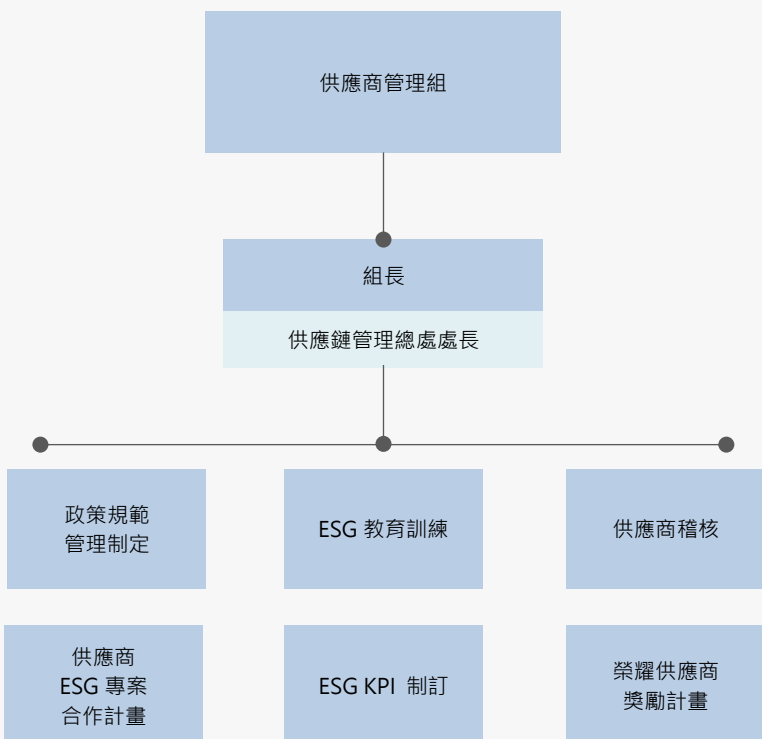 供應商管理組
組長
供應鏈管理總處處長
政策規範
管理制定
ESG 教育訓練
供應商稽核
供應商
ESG 專案
合作計畫
ESG KPI 制訂
榮耀供應商
獎勵計畫